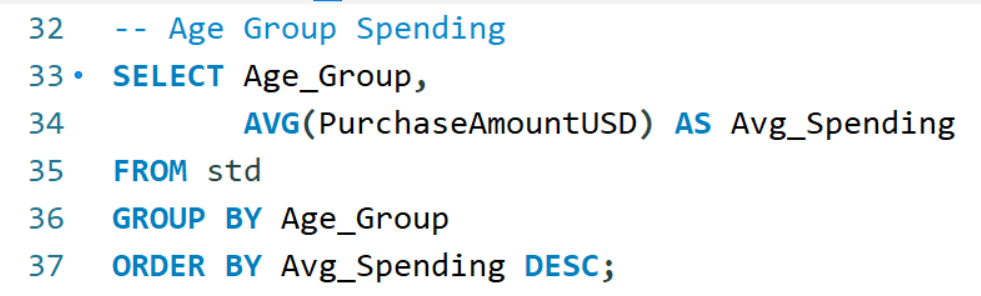 32 -- Age Group Spending
33 • SELECT Age_Group,
34 AVG(PurchaseAmountUSD) AS Avg_Spending
35 FROM std
36 GROUP BY Age_Group
37 ORDER BY Avg_Spending DESC;